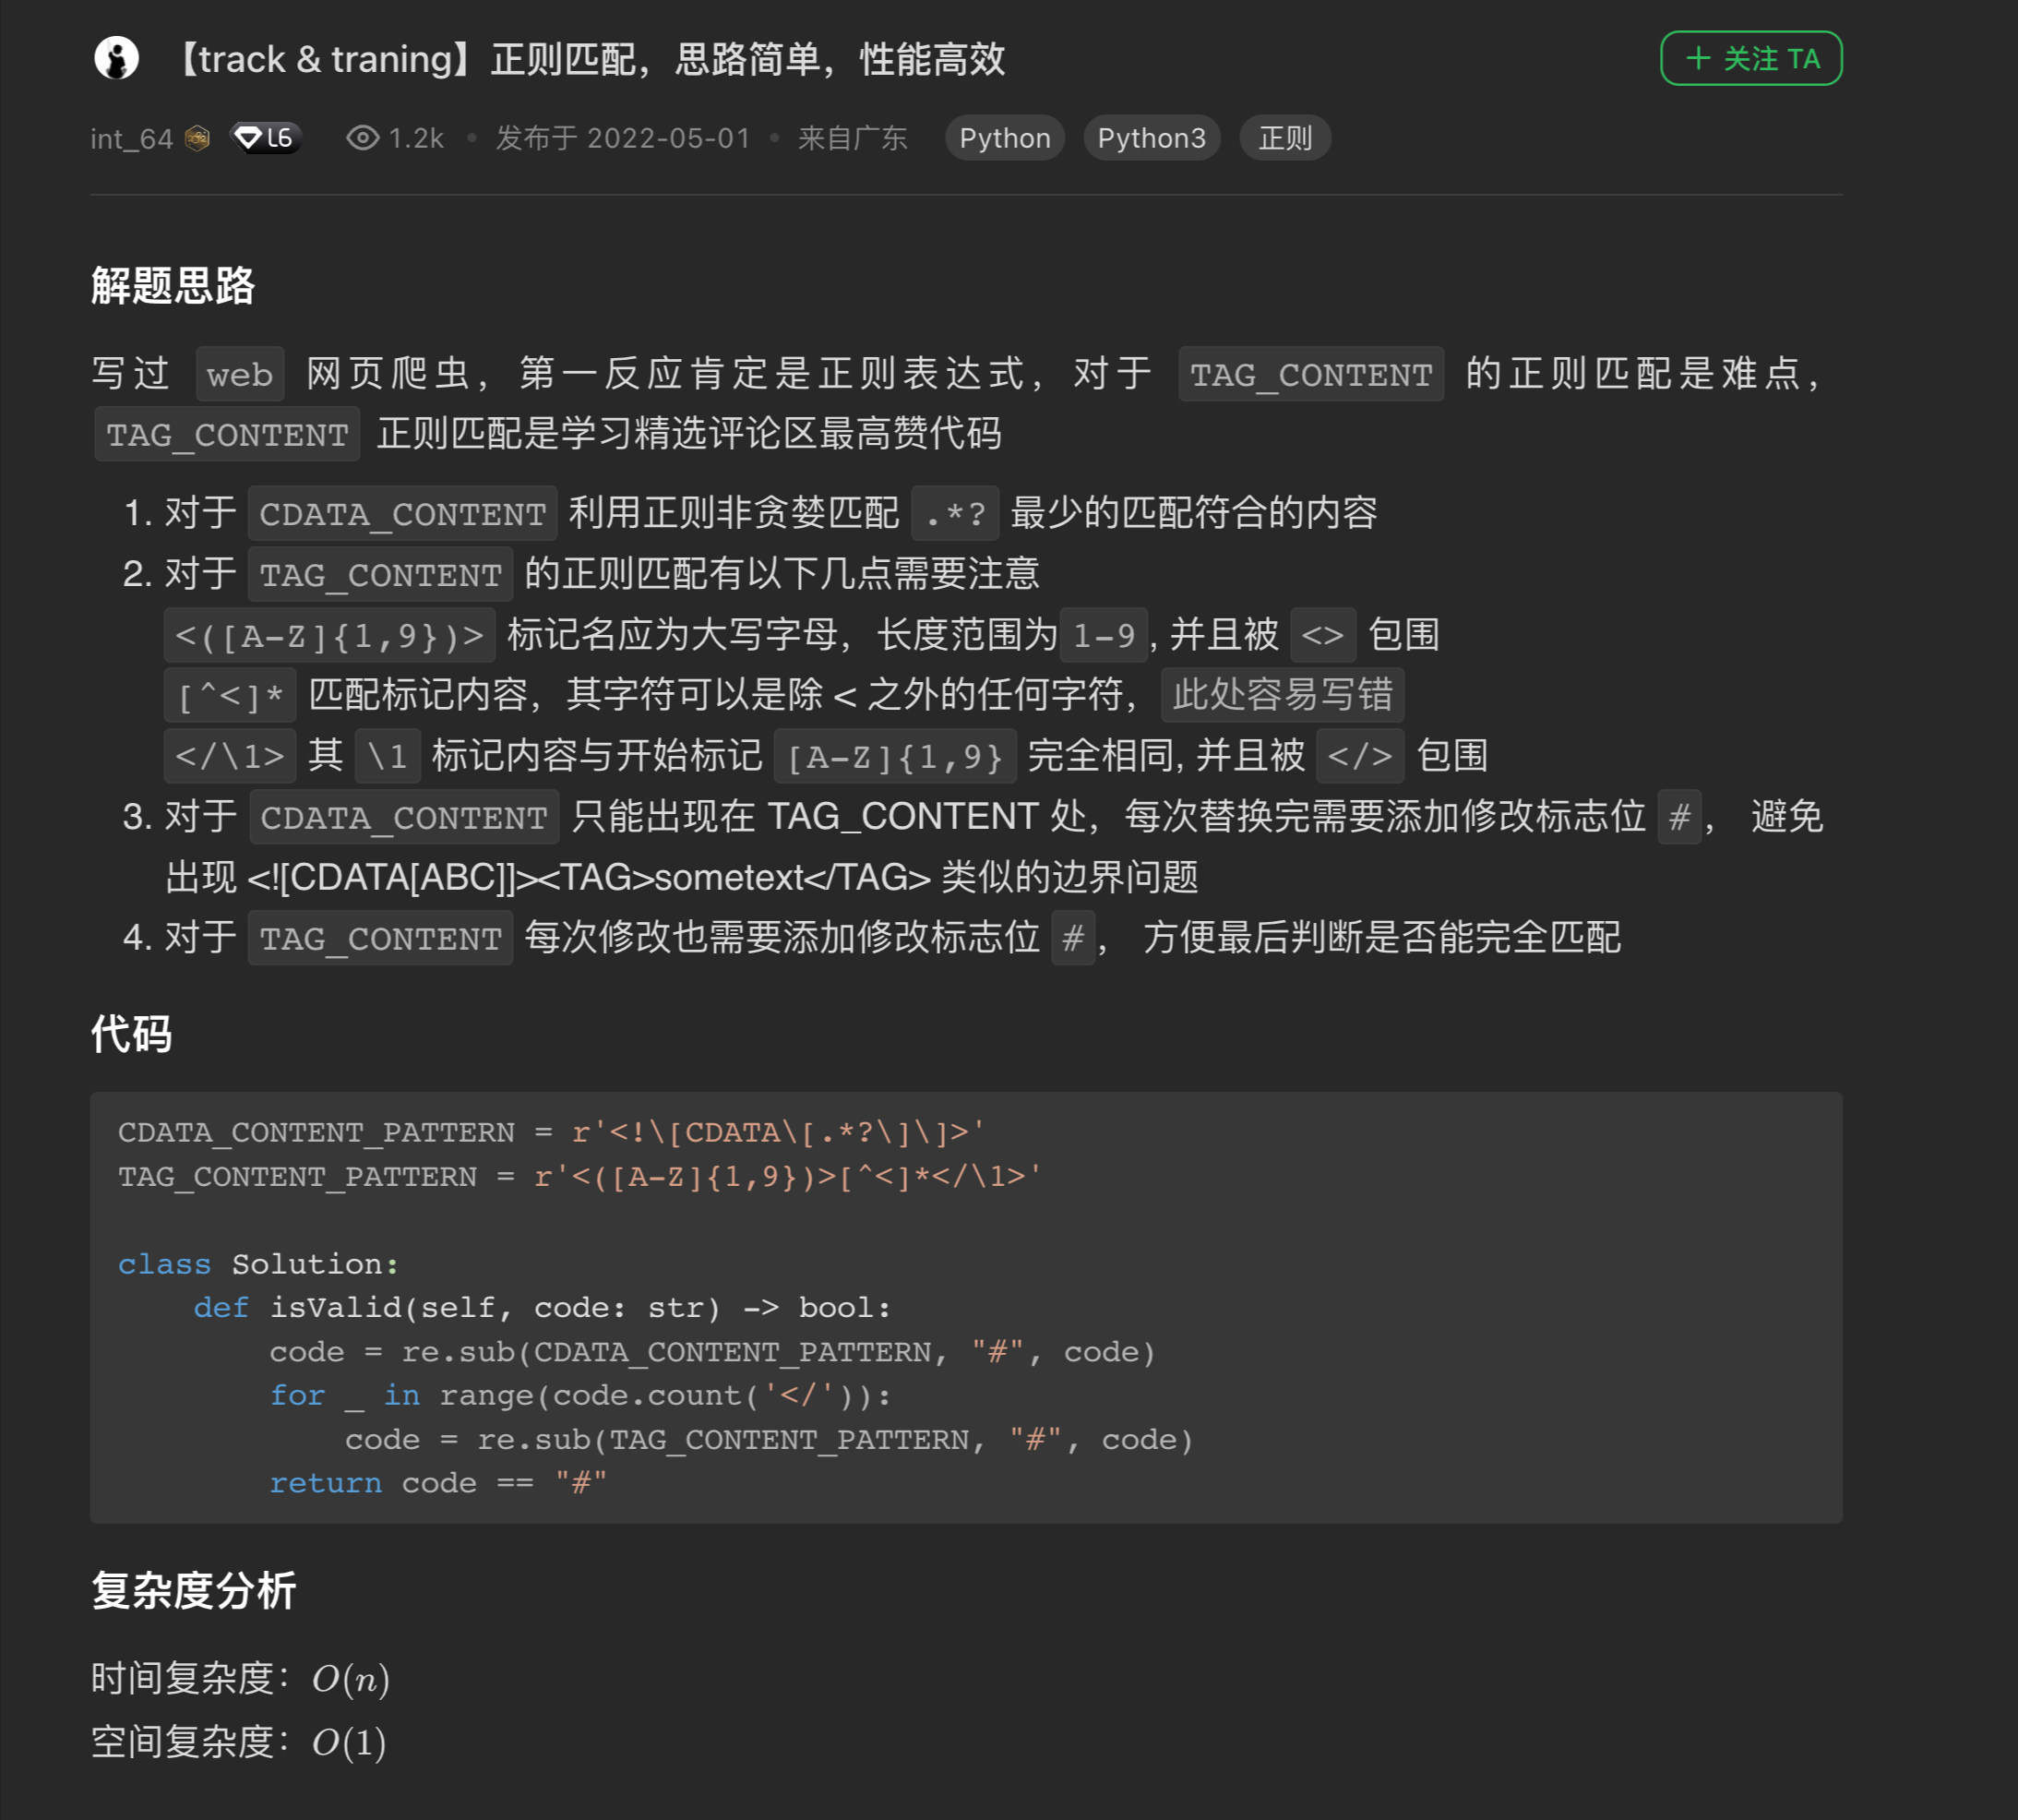 【track & traning】正则匹配，思路简单，性能高效
+ 关注 TA
int_64 L6 1.2k • 发布于 2022-05-01 • 来自广东 Python Python3 正则
解题思路
写过 web 网页爬虫，第一反应肯定是正则表达式，对于 TAG_CONTENT 的正则匹配是难点，
TAG_CONTENT 正则匹配是学习精选评论区最高赞代码
1. 对于 CDATA_CONTENT 利用正则非贪婪匹配 .*? 最少的匹配符合的内容
2. 对于 TAG_CONTENT 的正则匹配有以下几点需要注意
<([A-Z]{1,9})> 标记名应为大写字母，长度范围为 1-9 , 并且被 <> 包围
[^<]* 匹配标记内容，其字符可以是除 < 之外的任何字符， 此处容易写错
</\1> 其 \1 标记内容与开始标记 [A-Z]{1,9} 完全相同, 并且被 </> 包围
3. 对于 CDATA_CONTENT 只能出现在 TAG_CONTENT 处，每次替换完需要添加修改标志位 # ， 避免
出现 <![CDATA[ABC]]><TAG>sometext</TAG> 类似的边界问题
4. 对于 TAG_CONTENT 每次修改也需要添加修改标志位 # ， 方便最后判断是否能完全匹配
代码
CDATA_CONTENT_PATTERN = r'<!\[CDATA\[.*?\]\]>'
TAG_CONTENT_PATTERN = r'<([A-Z]{1,9})>[^<]*</\1>'
class Solution:
    def isValid(self, code: str) -> bool:
        code = re.sub(CDATA_CONTENT_PATTERN, "#", code)
        for _ in range(code.count('</')):
            code = re.sub(TAG_CONTENT_PATTERN, "#", code)
        return code == "#"
复杂度分析
时间复杂度：O(n)
空间复杂度：O(1)